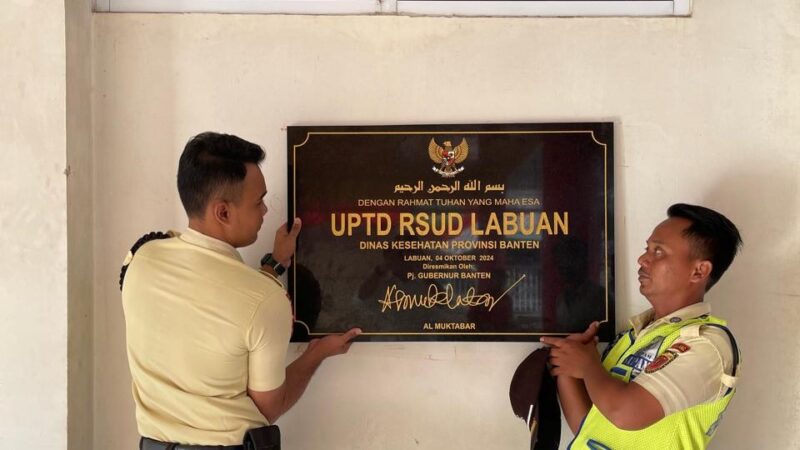 بسم الله الرحمن الرحيم
DENGAN RAHMAT TUHAN YANG MAHA ESA
UPTD RSUD LABUAN
DINAS KESEHATAN PROVINSI BANTEN
LABUAN, 04 OKTOBER 2024
Diresmikan Oleh:
Pj. GUBERNUR BANTEN
AL MUKTABAR